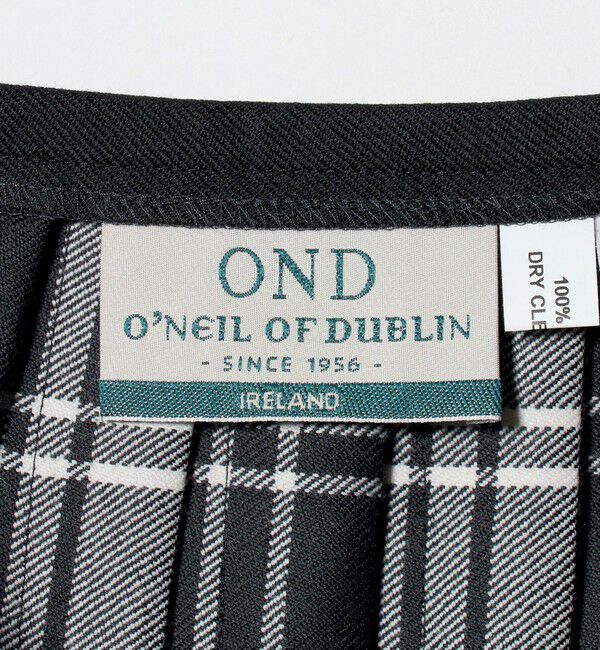 OND
O'NEIL OF DUBLIN
- SINCE 1956 -
IRELAND
100%
DRY CLE